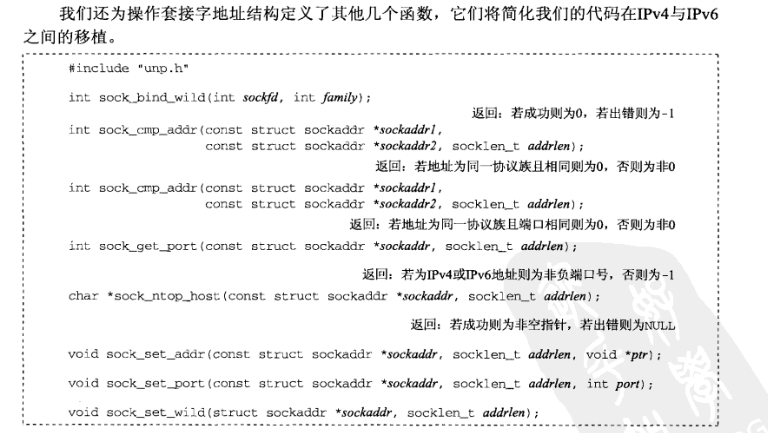 我们还为操作套接字地址结构定义了其他几个函数，它们将简化我们的代码在IPv4与IPv6
之间的移植。
#include "unp.h"
int sock_bind_wild(int sockfd, int family);
返回：若成功则为0，若出错则为-1
int sock_cmp_addr(const struct sockaddr *sockaddr1,
const struct sockaddr *sockaddr2, socklen_t addrlen);
返回：若地址为同一协议族且相同则为0，否则为非0
int sock_cmp_addr(const struct sockaddr *sockaddr1,
const struct sockaddr *sockaddr2, socklen_t addrlen);
返回：若地址为同一协议族且端口相同则为0，否则为非0
int sock_get_port(const struct sockaddr *sockaddr, socklen_t addrlen);
返回：若为IPv4或IPv6地址则为非负端口号，否则为-1
char *sock_ntop_host(const struct sockaddr *sockaddr, socklen_t addrlen);
返回：若成功则为非空指针，若出错则为NULL
void sock_set_addr(const struct sockaddr *sockaddr, socklen_t addrlen, void *ptr);
void sock_set_port(const struct sockaddr *sockaddr, socklen_t addrlen, int port);
void sock_set_wild(struct sockaddr *sockaddr, socklen_t addrlen);